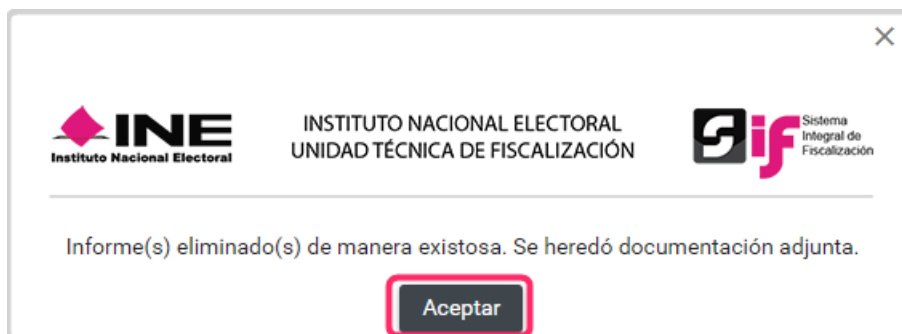 INE
Instituto Nacional Electoral
INSTITUTO NACIONAL ELECTORAL
UNIDAD TÉCNICA DE FISCALIZACIÓN
Sif
Sistema
Integral de
Fiscalización
Informe(s) eliminado(s) de manera existosa. Se heredó documentación adjunta.
Aceptar